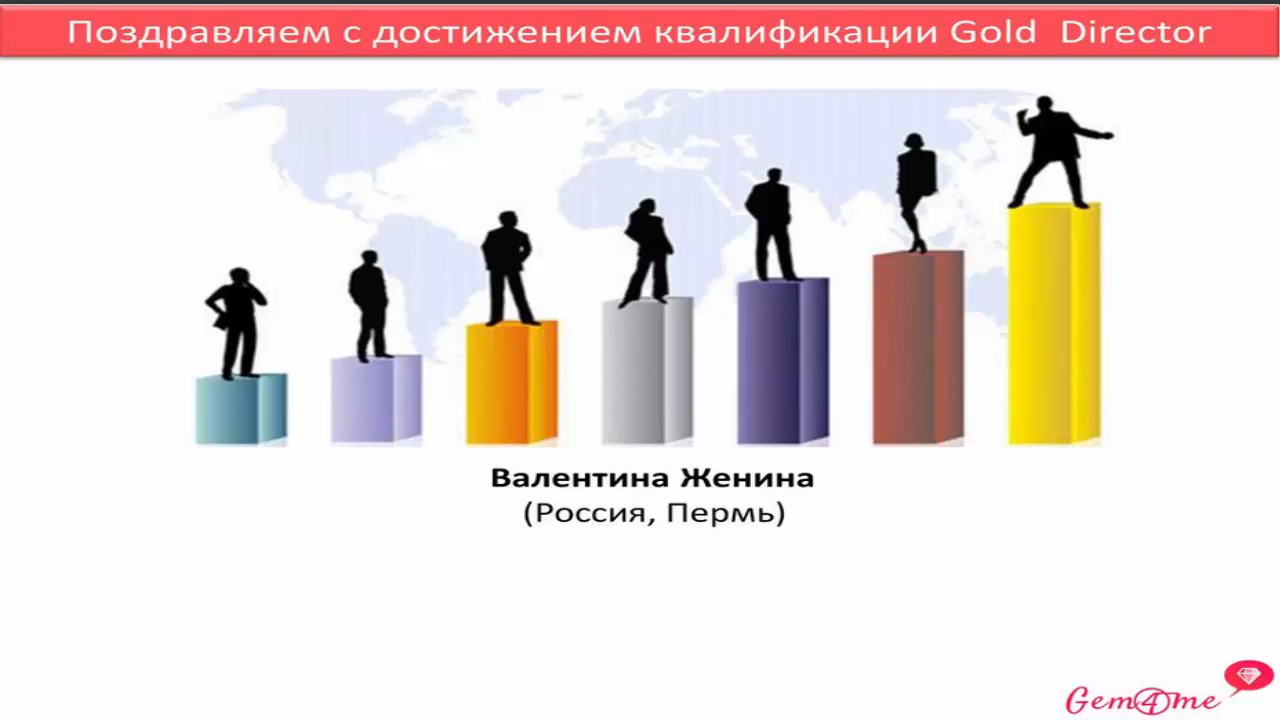 Поздравляем с достижением квалификации Gold Director
Валентина Женина
(Россия, Пермь)
Gem4me